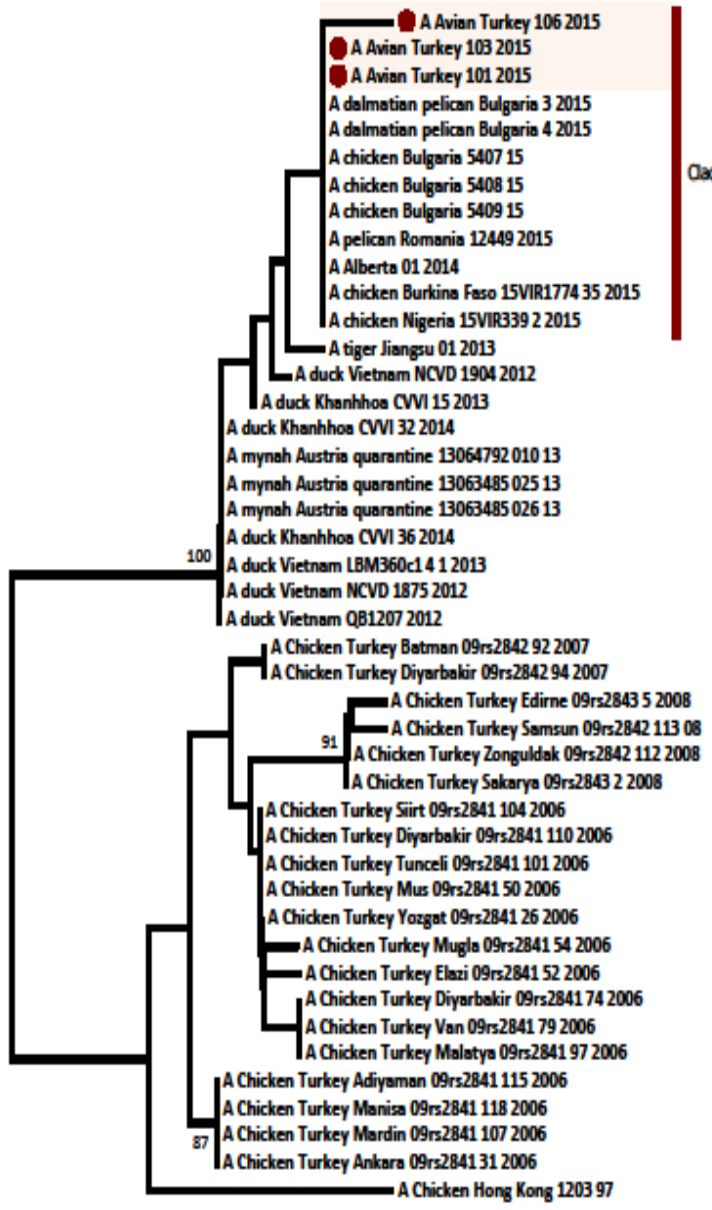 A Avian Turkey 106 2015
A Avian Turkey 103 2015
A Avian Turkey 101 2015
A dalmatian pelican Bulgaria 3 2015
A dalmatian pelican Bulgaria 4 2015
A chicken Bulgaria 5407 15
Clac
A chicken Bulgaria 5408 15
A chicken Bulgaria 5409 15
A pelican Romania 12449 2015
A Alberta 01 2014
A chicken Burkina Faso 15VIR1774 35 2015
A chicken Nigeria 15VIR339 2 2015
A tiger Jiangsu 01 2013
A duck Vietnam NCVD 1904 2012
A duck Khanhhoa CVVI 15 2013
A duck Khanhhoa CVVI 32 2014
A mynah Austria quarantine 13064792 010 13
A mynah Austria quarantine 13063485 025 13
A mynah Austria quarantine 13063485 026 13
A duck Khanhhoa CVVI 36 2014
100
A duck Vietnam LBM360c1 4 1 2013
A duck Vietnam NCVD 1875 2012
A duck Vietnam QB1207 2012
A Chicken Turkey Batman 09rs2842 92 2007
A Chicken Turkey Diyarbakir 09rs2842 94 2007
A Chicken Turkey Edirne 09rs2843 5 2008
A Chicken Turkey Samsun 09rs2842 113 08
91
A Chicken Turkey Zonguldak 09rs2842 112 2008
A Chicken Turkey Sakarya 09rs2843 2 2008
A Chicken Turkey Siirt 09rs2841 104 2006
A Chicken Turkey Diyarbakir 09rs2841 110 2006
A Chicken Turkey Tunceli 09rs2841 101 2006
A Chicken Turkey Mus 09rs2841 50 2006
A Chicken Turkey Yozgat 09rs2841 26 2006
A Chicken Turkey Mugla 09rs2841 54 2006
A Chicken Turkey Elazi 09rs2841 52 2006
A Chicken Turkey Diyarbakir 09rs2841 74 2006
A Chicken Turkey Van 09rs2841 79 2006
A Chicken Turkey Malatya 09rs2841 97 2006
A Chicken Turkey Adiyaman 09rs2841 115 2006
A Chicken Turkey Manisa 09rs2841 118 2006
A Chicken Turkey Mardin 09rs2841 107 2006
87
A Chicken Turkey Ankara 09rs2841 31 2006
A Chicken Hong Kong 1203 97